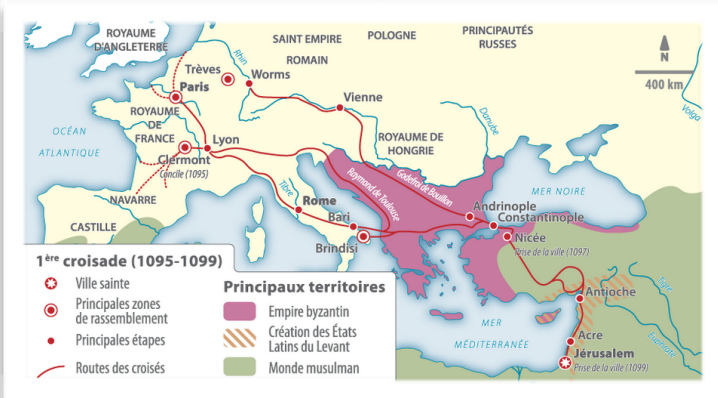 ROYAUME
D'ANGLETERRE
SAINT EMPIRE
ROMAIN
POLOGNE
PRINCIPAUTÉS
RUSSES
N
400 km
Rhin
Trèves
Worms
Paris
Vienne
Danube
Volga
ROYAUME
DE
FRANCE
OCÉAN
ATLANTIQUE
Lyon
Clermont
Concile (1095)
ROYAUME DE
HONGRIE
Godefroi de Bouillon
Raymond de Toulouse
MER NOIRE
NAVARRE
CASTILLE
Tibre
Rome
Bari
Brindisi
Andrinople
Constantinople
Nicée
Prise de la ville (1097)
Antioche
Tigre
Euphrate
MER
MÉDITERRANÉE
Acre
Jérusalem
Prise de la ville (1099)
1ère croisade (1095-1099)
Ville sainte
Principales zones
de rassemblement
Principales étapes
Routes des croisés
Principaux territoires
Empire byzantin
Création des États
Latins du Levant
Monde musulman